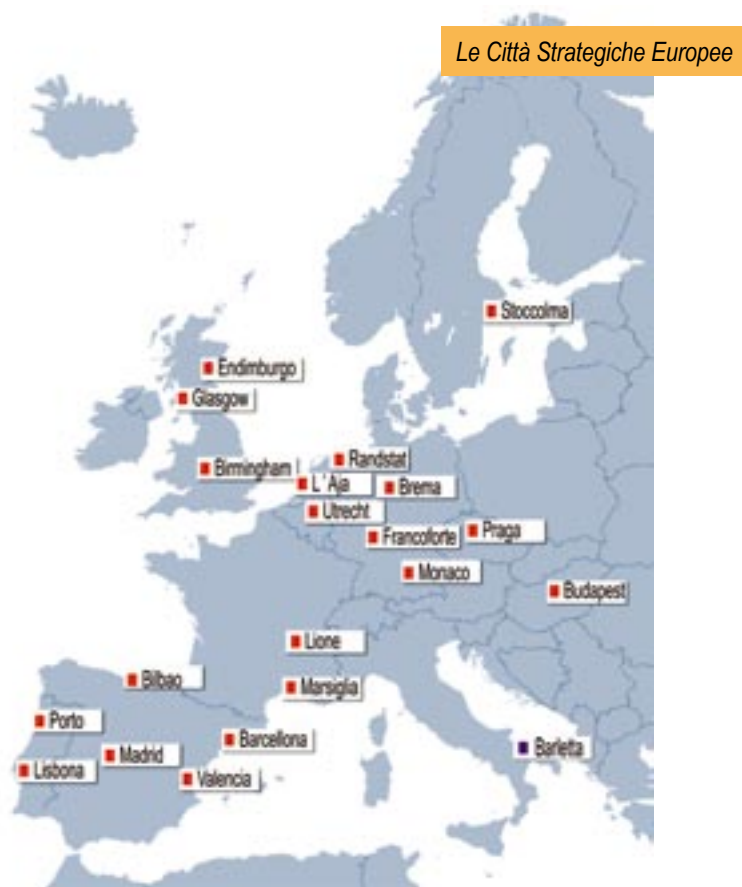 Le Città Strategiche Europee
Stoccolma
Endimburgo
Glasgow
Randstat
Birmingham
L´Aja
Brema
Utrecht
Praga
Francoforte
Monaco
Budapest
Lione
Bilbao
Marsiglia
Porto
Barcellona
Barletta
Madrid
Lisbona
Valencia